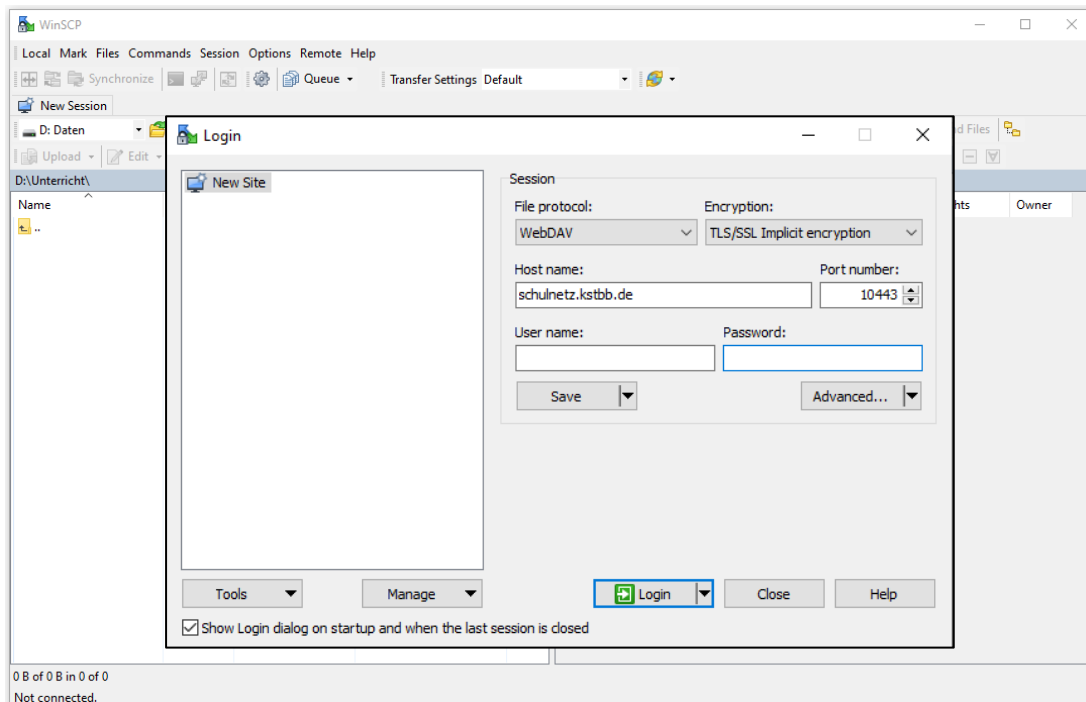 WinSCP
Local Mark Files Commands Session Options Remote Help
Synchronize Queue Transfer Settings Default
New Session
D: Daten
Login
d Files
Upload Edit
D:\Unterricht\
Name
hts Owner
..
New Site
Session
File protocol: Encryption:
WebDAV TLS/SSL Implicit encryption
Host name: Port number:
schulnetz.kstbb.de 10443
User name: Password:
Save Advanced...
Tools Manage Login Close Help
Show Login dialog on startup and when the last session is closed
0 B of 0 B in 0 of 0
Not connected.